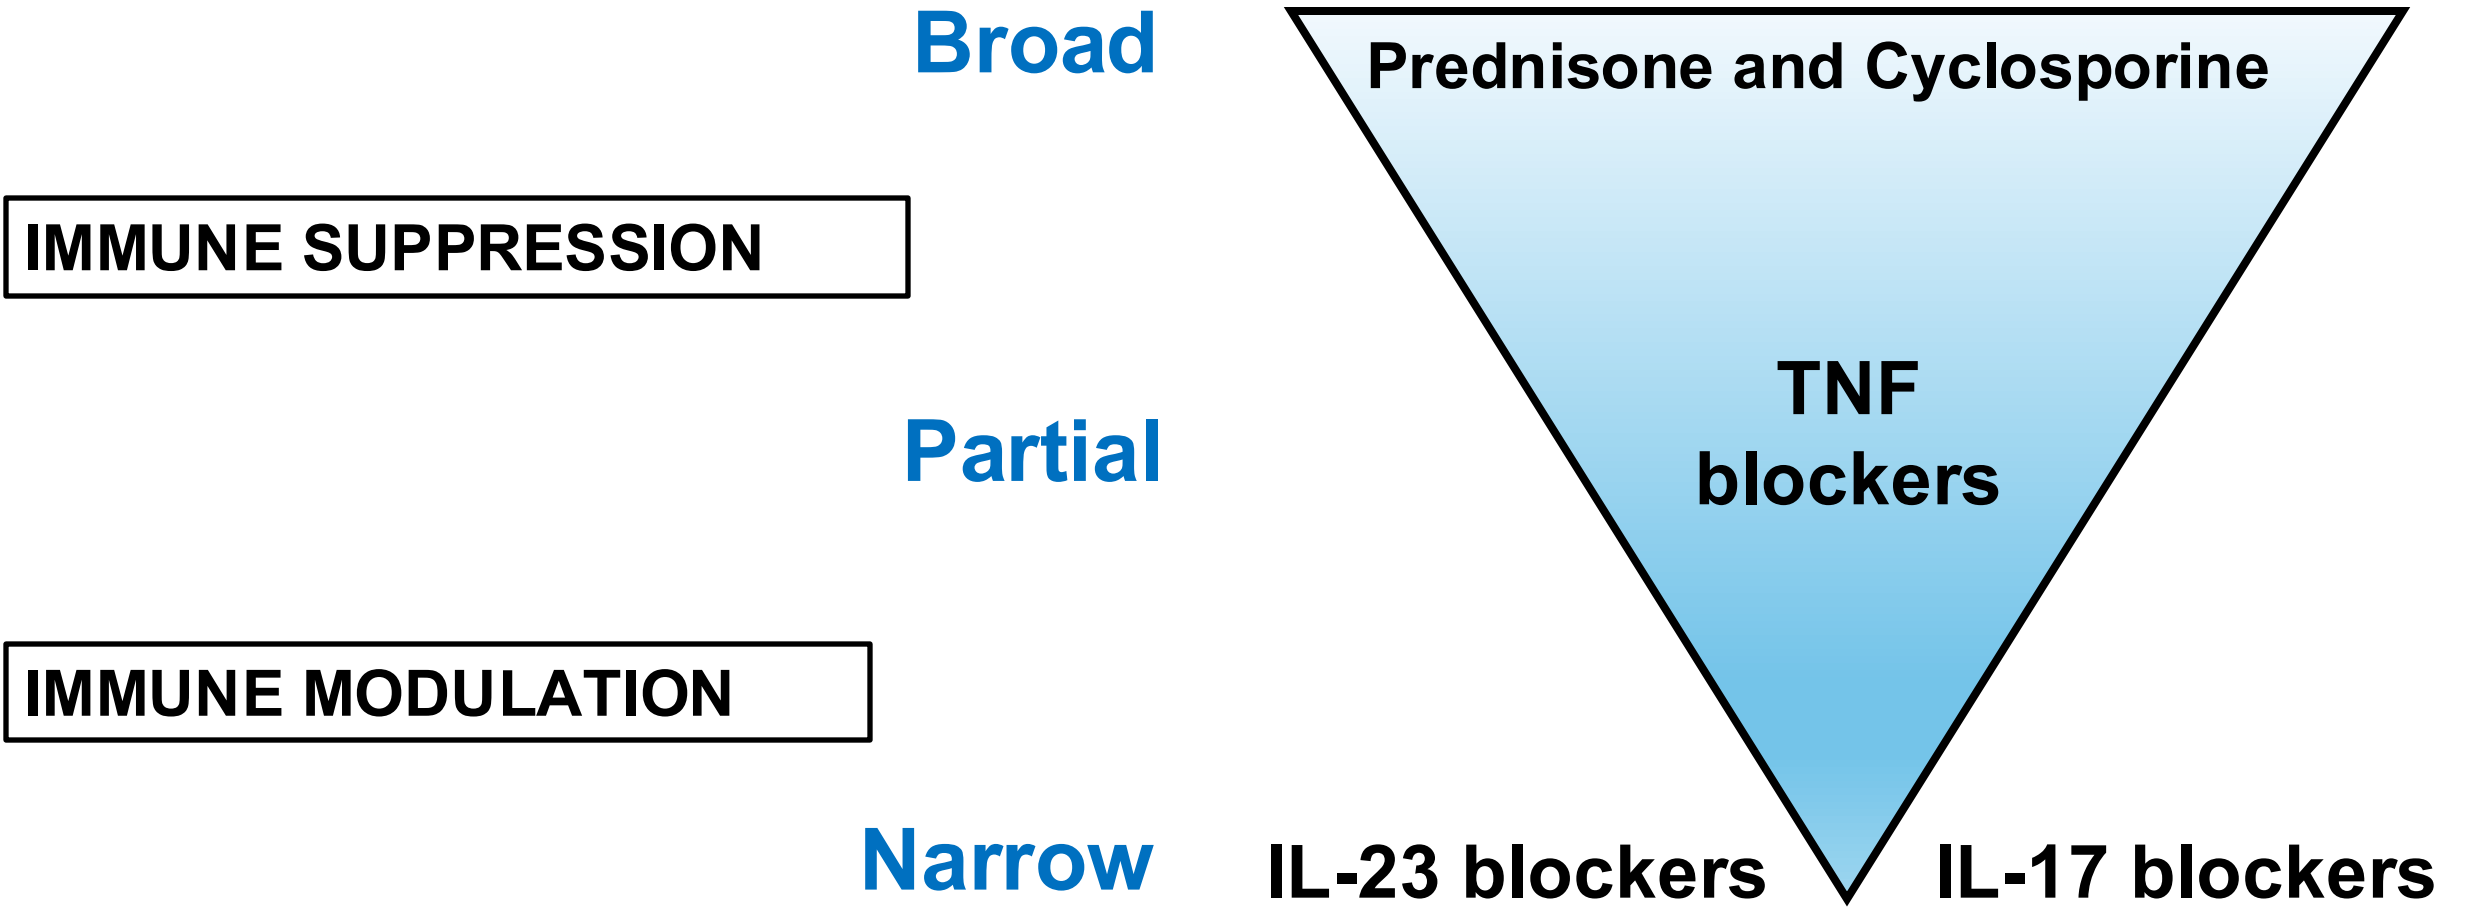 Broad
Prednisone and Cyclosporine
IMMUNE SUPPRESSION
TNF
blockers
Partial
IMMUNE MODULATION
Narrow
IL-23 blockers
IL-17 blockers